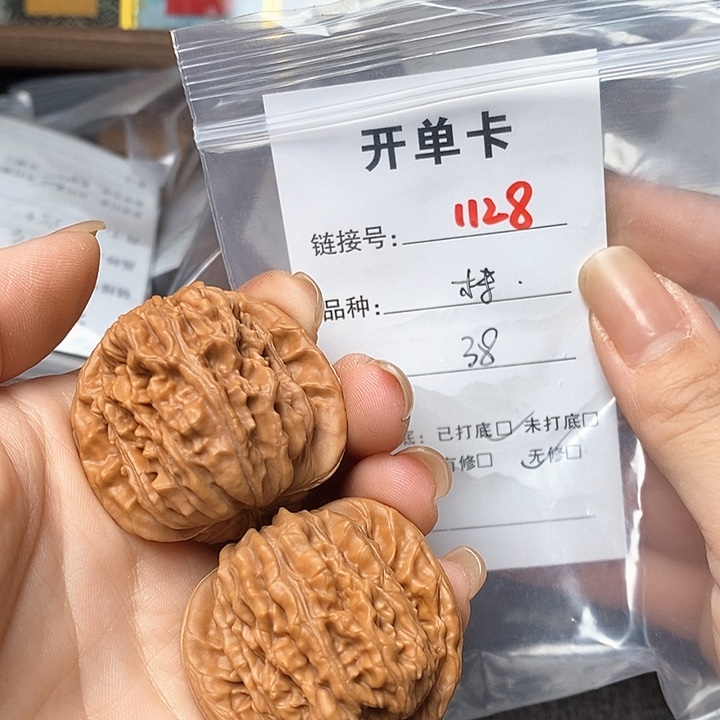 开单卡
链接号: 1128
品种:
38
底: 已打底□ 未打底□
有修□ 无修□